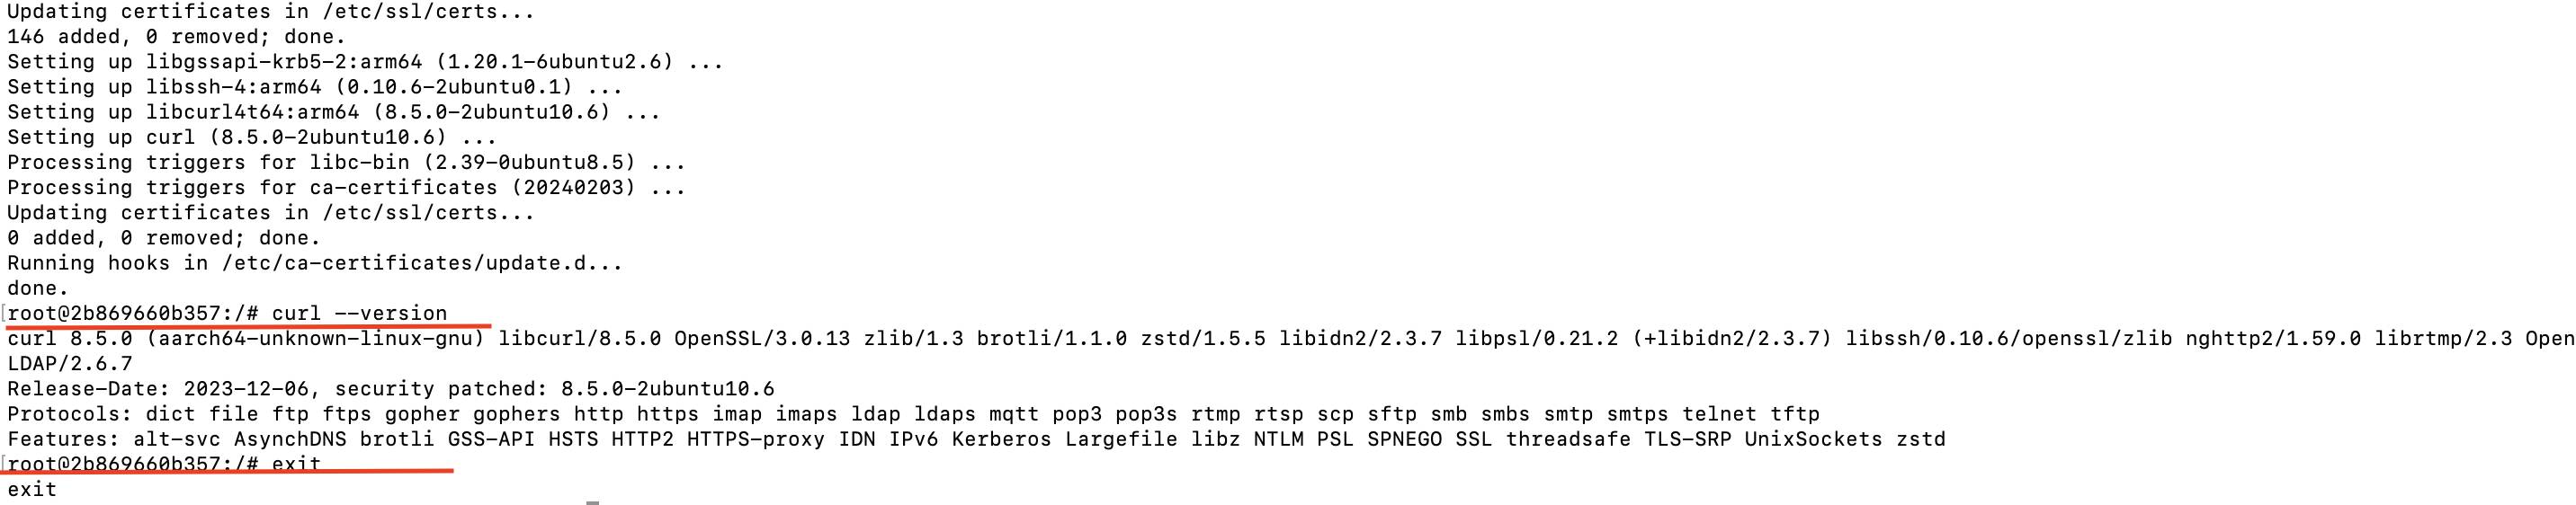 Updating certificates in /etc/ssl/certs...
146 added, 0 removed; done.
Setting up libgssapi-krb5-2:arm64 (1.20.1-6ubuntu2.6) ...
Setting up libssh-4:arm64 (0.10.6-2ubuntu0.1) ...
Setting up libcurl4t64:arm64 (8.5.0-2ubuntu10.6) ...
Setting up curl (8.5.0-2ubuntu10.6) ...
Processing triggers for libc-bin (2.39-0ubuntu8.5) ...
Processing triggers for ca-certificates (20240203) ...
Updating certificates in /etc/ssl/certs...
0 added, 0 removed; done.
Running hooks in /etc/ca-certificates/update.d...
done.
[root@2b869660b357:/# curl --version
curl 8.5.0 (aarch64-unknown-linux-gnu) libcurl/8.5.0 OpenSSL/3.0.13 zlib/1.3 brotli/1.1.0 zstd/1.5.5 libidn2/2.3.7 libpsl/0.21.2 (+libidn2/2.3.7) libssh/0.10.6/openssl/zlib nghttp2/1.59.0 librtmp/2.3 Open
LDAP/2.6.7
Release-Date: 2023-12-06, security patched: 8.5.0-2ubuntu10.6
Protocols: dict file ftp ftps gopher gophers http https imap imaps ldap ldaps mqtt pop3 pop3s rtmp rtsp scp sftp smb smbs smtp smtps telnet tftp
Features: alt-svc AsynchDNS brotli GSS-API HSTS HTTP2 HTTPS-proxy IDN IPv6 Kerberos Largefile libz NTLM PSL SPNEGO SSL threadsafe TLS-SRP UnixSockets zstd
[root@2b869660b357:/# exit
exit